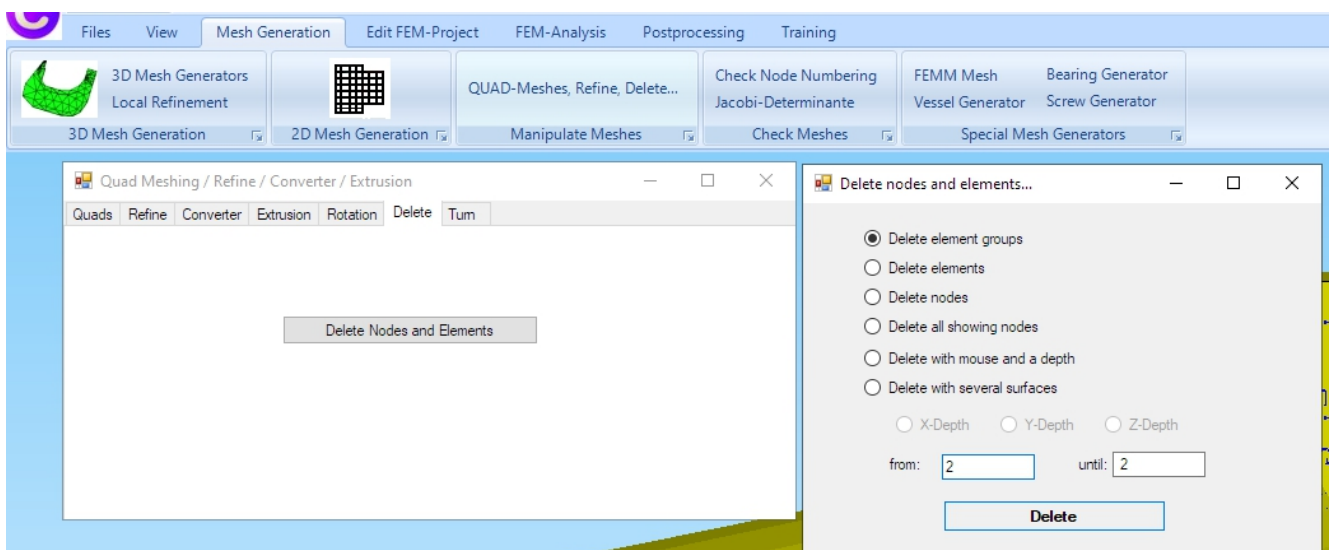 Files View Mesh Generation Edit FEM-Project FEM-Analysis Postprocessing Training
3D Mesh Generators
Local Refinement
3D Mesh Generation
2D Mesh Generation
QUAD-Meshes, Refine, Delete...
Manipulate Meshes
Check Node Numbering
Jacobi-Determinante
Check Meshes
FEMM Mesh Bearing Generator
Vessel Generator Screw Generator
Special Mesh Generators
Quad Meshing / Refine / Converter / Extrusion
Quads Refine Converter Extrusion Rotation Delete Turn
Delete Nodes and Elements
Delete nodes and elements...
Delete element groups
Delete elements
Delete nodes
Delete all showing nodes
Delete with mouse and a depth
Delete with several surfaces
X-Depth Y-Depth Z-Depth
from: 2 until: 2
Delete